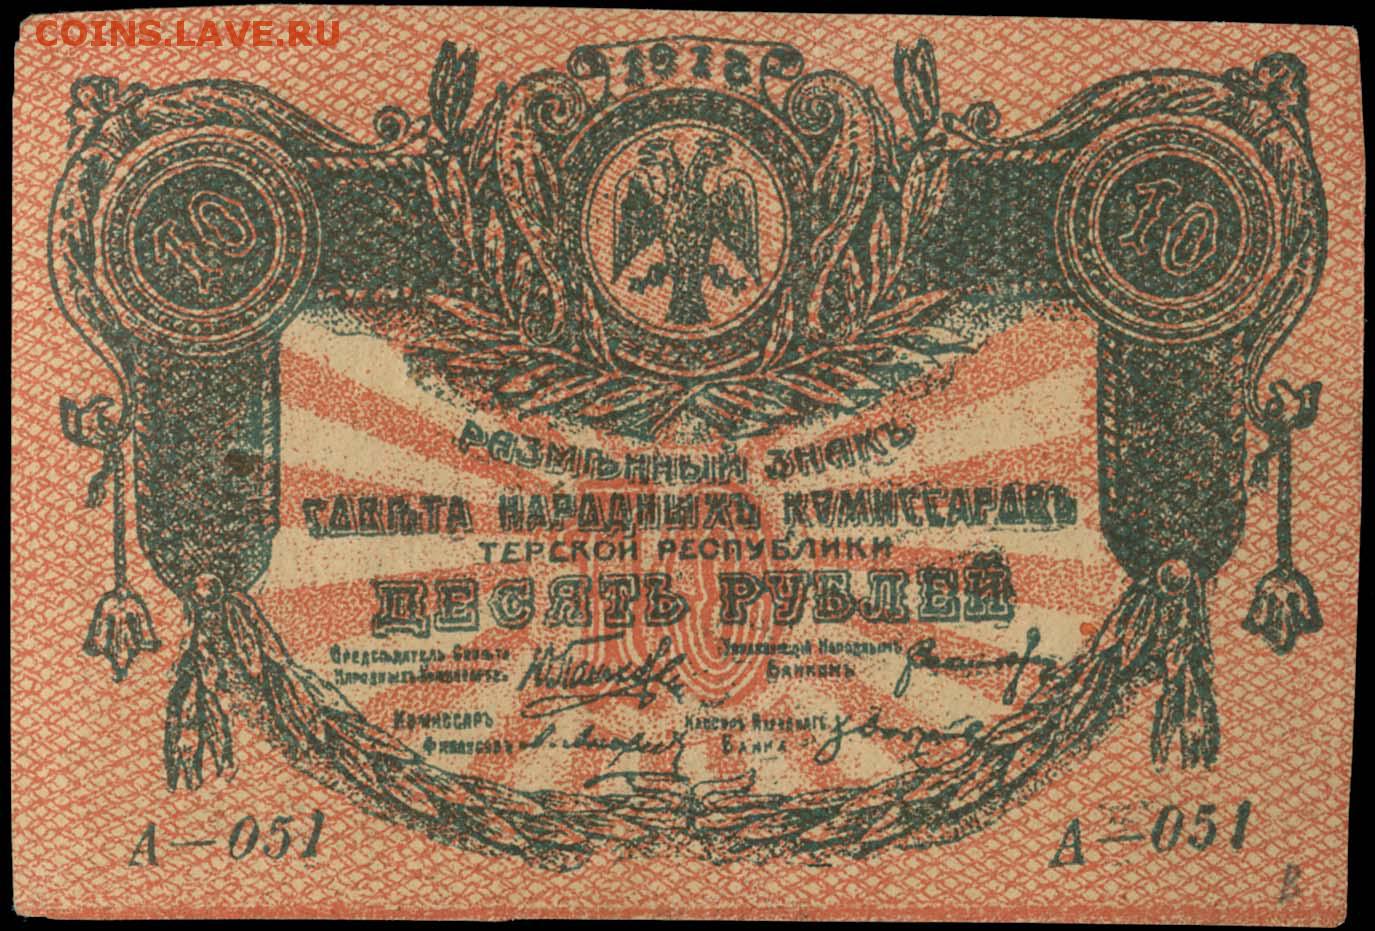 COINS.LAVE.RU
1918
10
10
РАЗМѢННЫЙ ЗНАКЪ
СОВѢТА НАРОДНЫХЪ КОМИССАРОВЪ
ТЕРСКОЙ РЕСПУБЛИКИ
10
ДЕСЯТЬ РУБЛЕЙ
Предсѣдатель Совѣта
Народныхъ Комиссаровъ
Управляющій Народнымъ
Банкомъ
Комиссаръ
Финансовъ
Кассиръ Народнаго
Банка
А—051
А—051